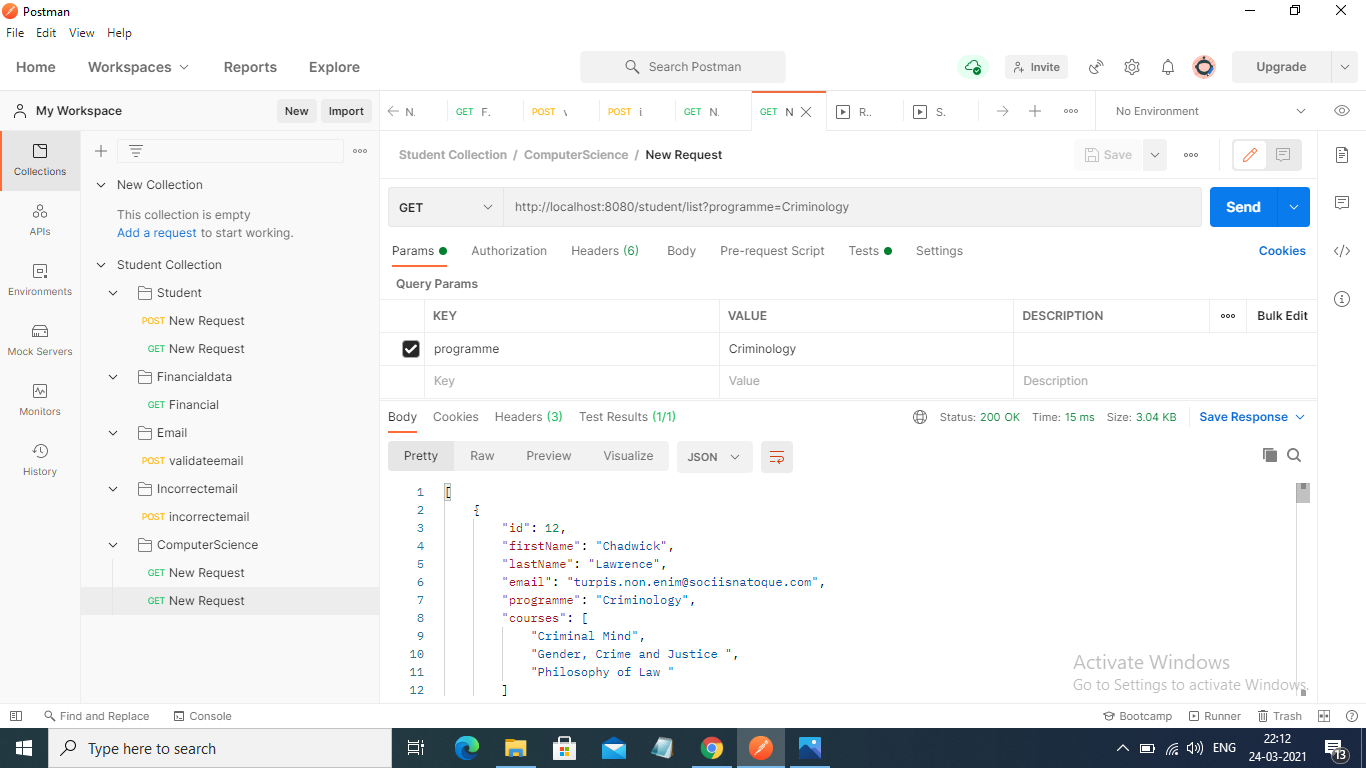 Postman
File Edit View Help
Home Workspaces Reports Explore Search Postman Invite Upgrade
My Workspace New Import N. GET F. POST v POST i GET N. GET N R.. S. No Environment
Collections
APIs
Environments
Mock Servers
Monitors
History
New Collection
This collection is empty
Add a request to start working.
Student Collection
Student
POST New Request
GET New Request
Financialdata
GET Financial
Email
POST validateemail
Incorrectemail
POST incorrectemail
ComputerScience
GET New Request
GET New Request
Student Collection / ComputerScience / New Request Save
GET http://localhost:8080/student/list?programme=Criminology Send
Params Authorization Headers (6) Body Pre-request Script Tests Settings Cookies
Query Params
KEY VALUE DESCRIPTION Bulk Edit
programme Criminology
Key Value Description
Body Cookies Headers (3) Test Results (1/1) Status: 200 OK Time: 15 ms Size: 3.04 KB Save Response
Pretty Raw Preview Visualize JSON
1 [
2 {
3 "id": 12,
4 "firstName": "Chadwick",
5 "lastName": "Lawrence",
6 "email": "turpis.non.enim@sociisnatoque.com",
7 "programme": "Criminology",
8 "courses": [
9 "Criminal Mind",
10 "Gender, Crime and Justice ",
11 "Philosophy of Law "
12 ]
Activate Windows
Go to Settings to activate Windows.
Find and Replace Console Bootcamp Runner Trash
Type here to search ENG 22:12
24-03-2021 13